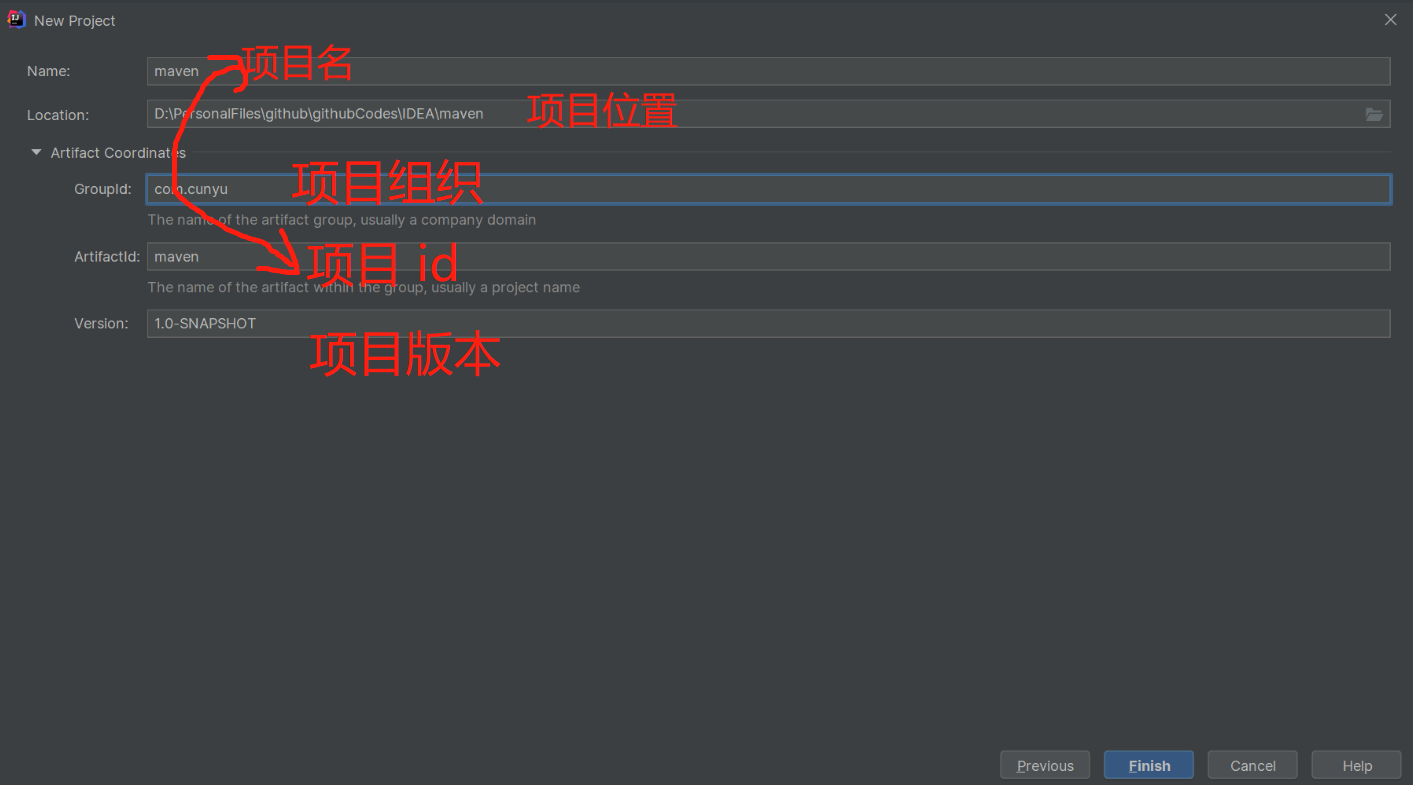 New Project
Name: maven 项目名
Location: D:\PersonalFiles\github\githubCodes\IDEA\maven 项目位置
Artifact Coordinates
GroupId: com.cunyu 项目组织
The name of the artifact group, usually a company domain
ArtifactId: maven 项目 id
The name of the artifact within the group, usually a project name
Version: 1.0-SNAPSHOT
项目版本
Previous Finish Cancel Help